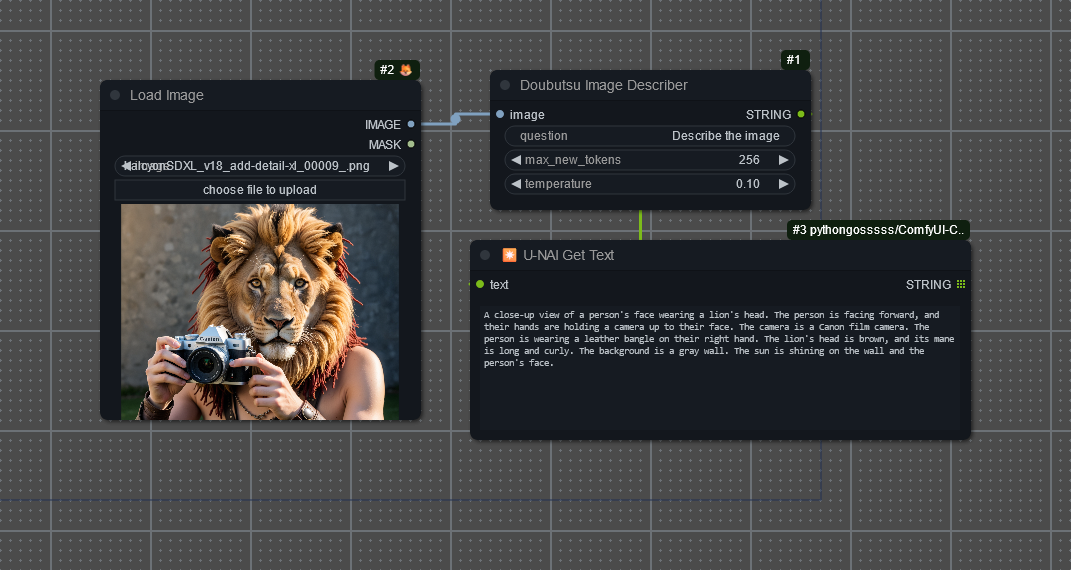 #2
Load Image
IMAGE
MASK
SDXL_v18_add-detail-xl_00009_.png
choose file to upload
Canon
#1
Doubutsu Image Describer
image STRING
question Describe the image
max_new_tokens 256
temperature 0.10
#3 pythongosssss/ComfyUI-C..
U-NAI Get Text
text STRING
A close-up view of a person's face wearing a lion's head. The person is facing forward, and
their hands are holding a camera up to their face. The camera is a Canon film camera. The
person is wearing a leather bangle on their right hand. The lion's head is brown, and its mane
is long and curly. The background is a gray wall. The sun is shining on the wall and the
person's face.